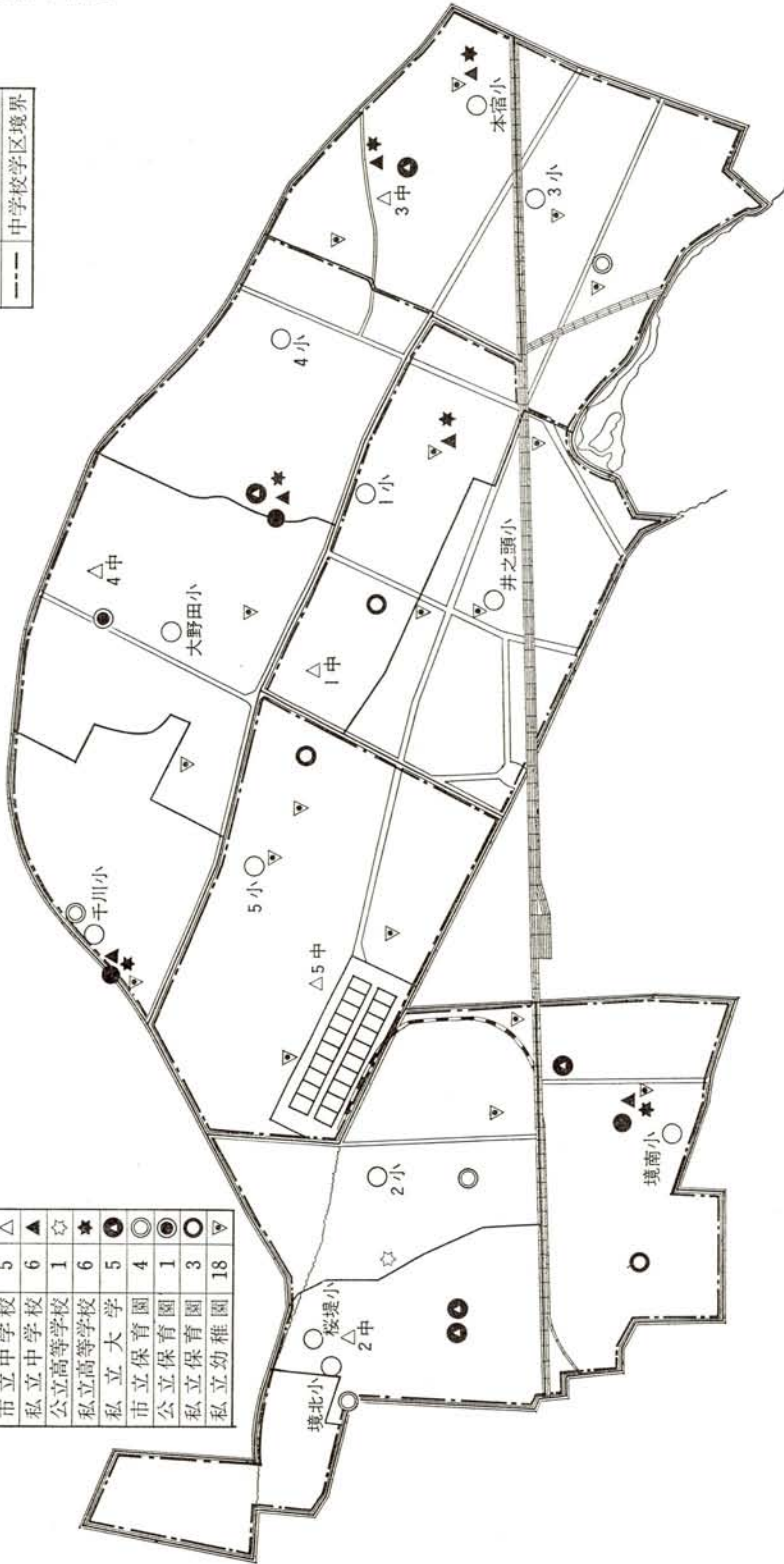 中学校学区境界
市立中学校 5
私立中学校 6
公立高等学校 1
私立高等学校 6
私立大学 5
市立保育園 4
公立保育園 1
私立保育園 3
私立幼稚園 18
本宿小
3中
3小
4小
1小
4中
大野田小
井之頭小
1中
千川小
5小
5中
2小
境南小
桜堤小
2中
境北小